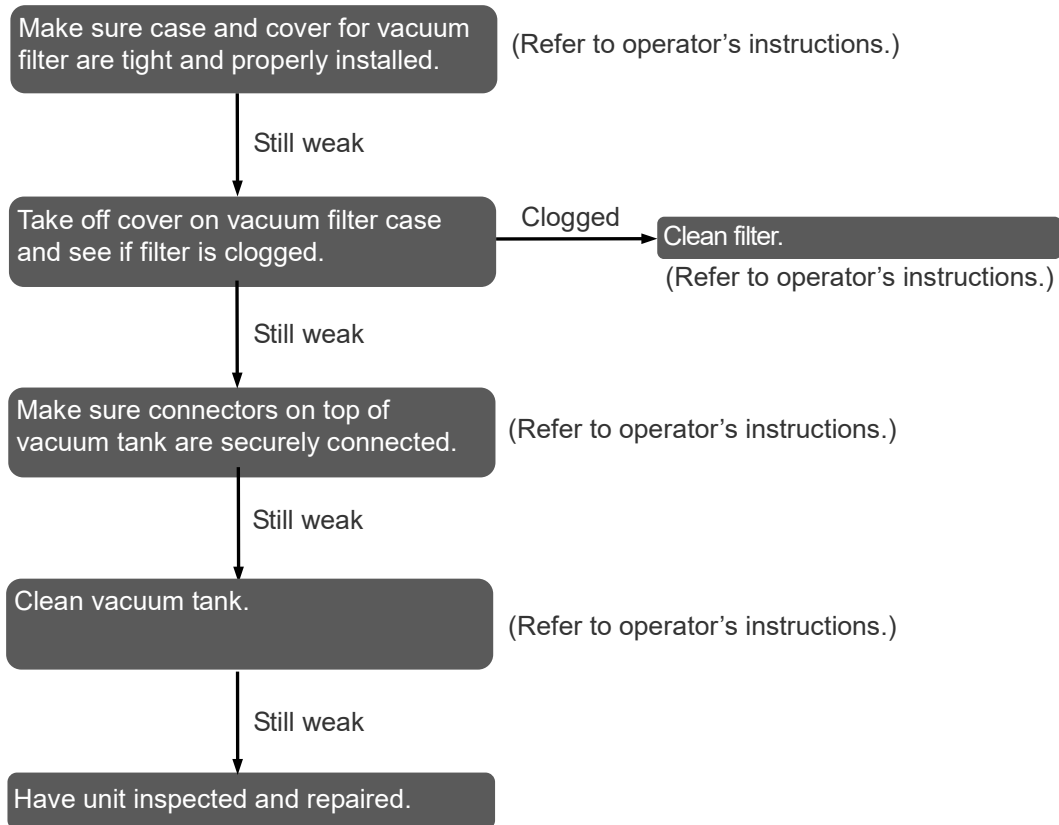 Make sure case and cover for vacuum
filter are tight and properly installed.
(Refer to operator’s instructions.)
Still weak
Take off cover on vacuum filter case
and see if filter is clogged.
Clogged
Clean filter.
(Refer to operator’s instructions.)
Still weak
Make sure connectors on top of
vacuum tank are securely connected.
(Refer to operator’s instructions.)
Still weak
Clean vacuum tank.
(Refer to operator’s instructions.)
Still weak
Have unit inspected and repaired.